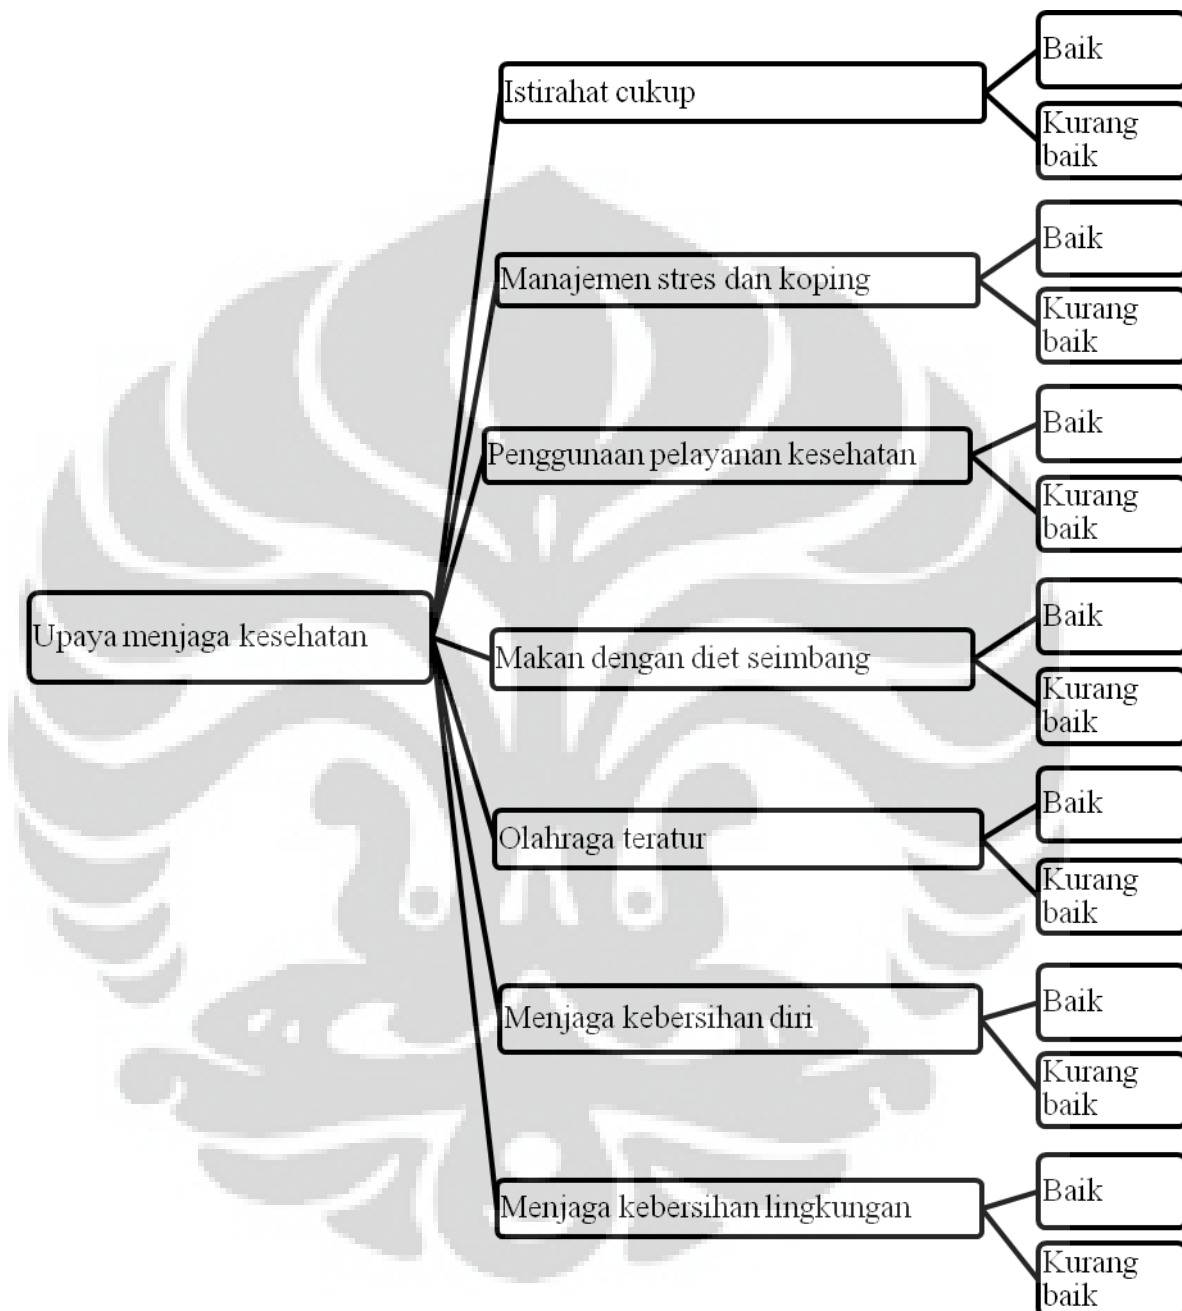 Baik
Istirahat cukup
Kurang
baik
Baik
Manajemen stres dan koping
Kurang
baik
Baik
Penggunaan pelayanan kesehatan
Kurang
baik
Upaya menjaga kesehatan
Baik
Makan dengan diet seimbang
Kurang
baik
Baik
Olahraga teratur
Kurang
baik
Baik
Menjaga kebersihan diri
Kurang
baik
Baik
Menjaga kebersihan lingkungan
Kurang
baik